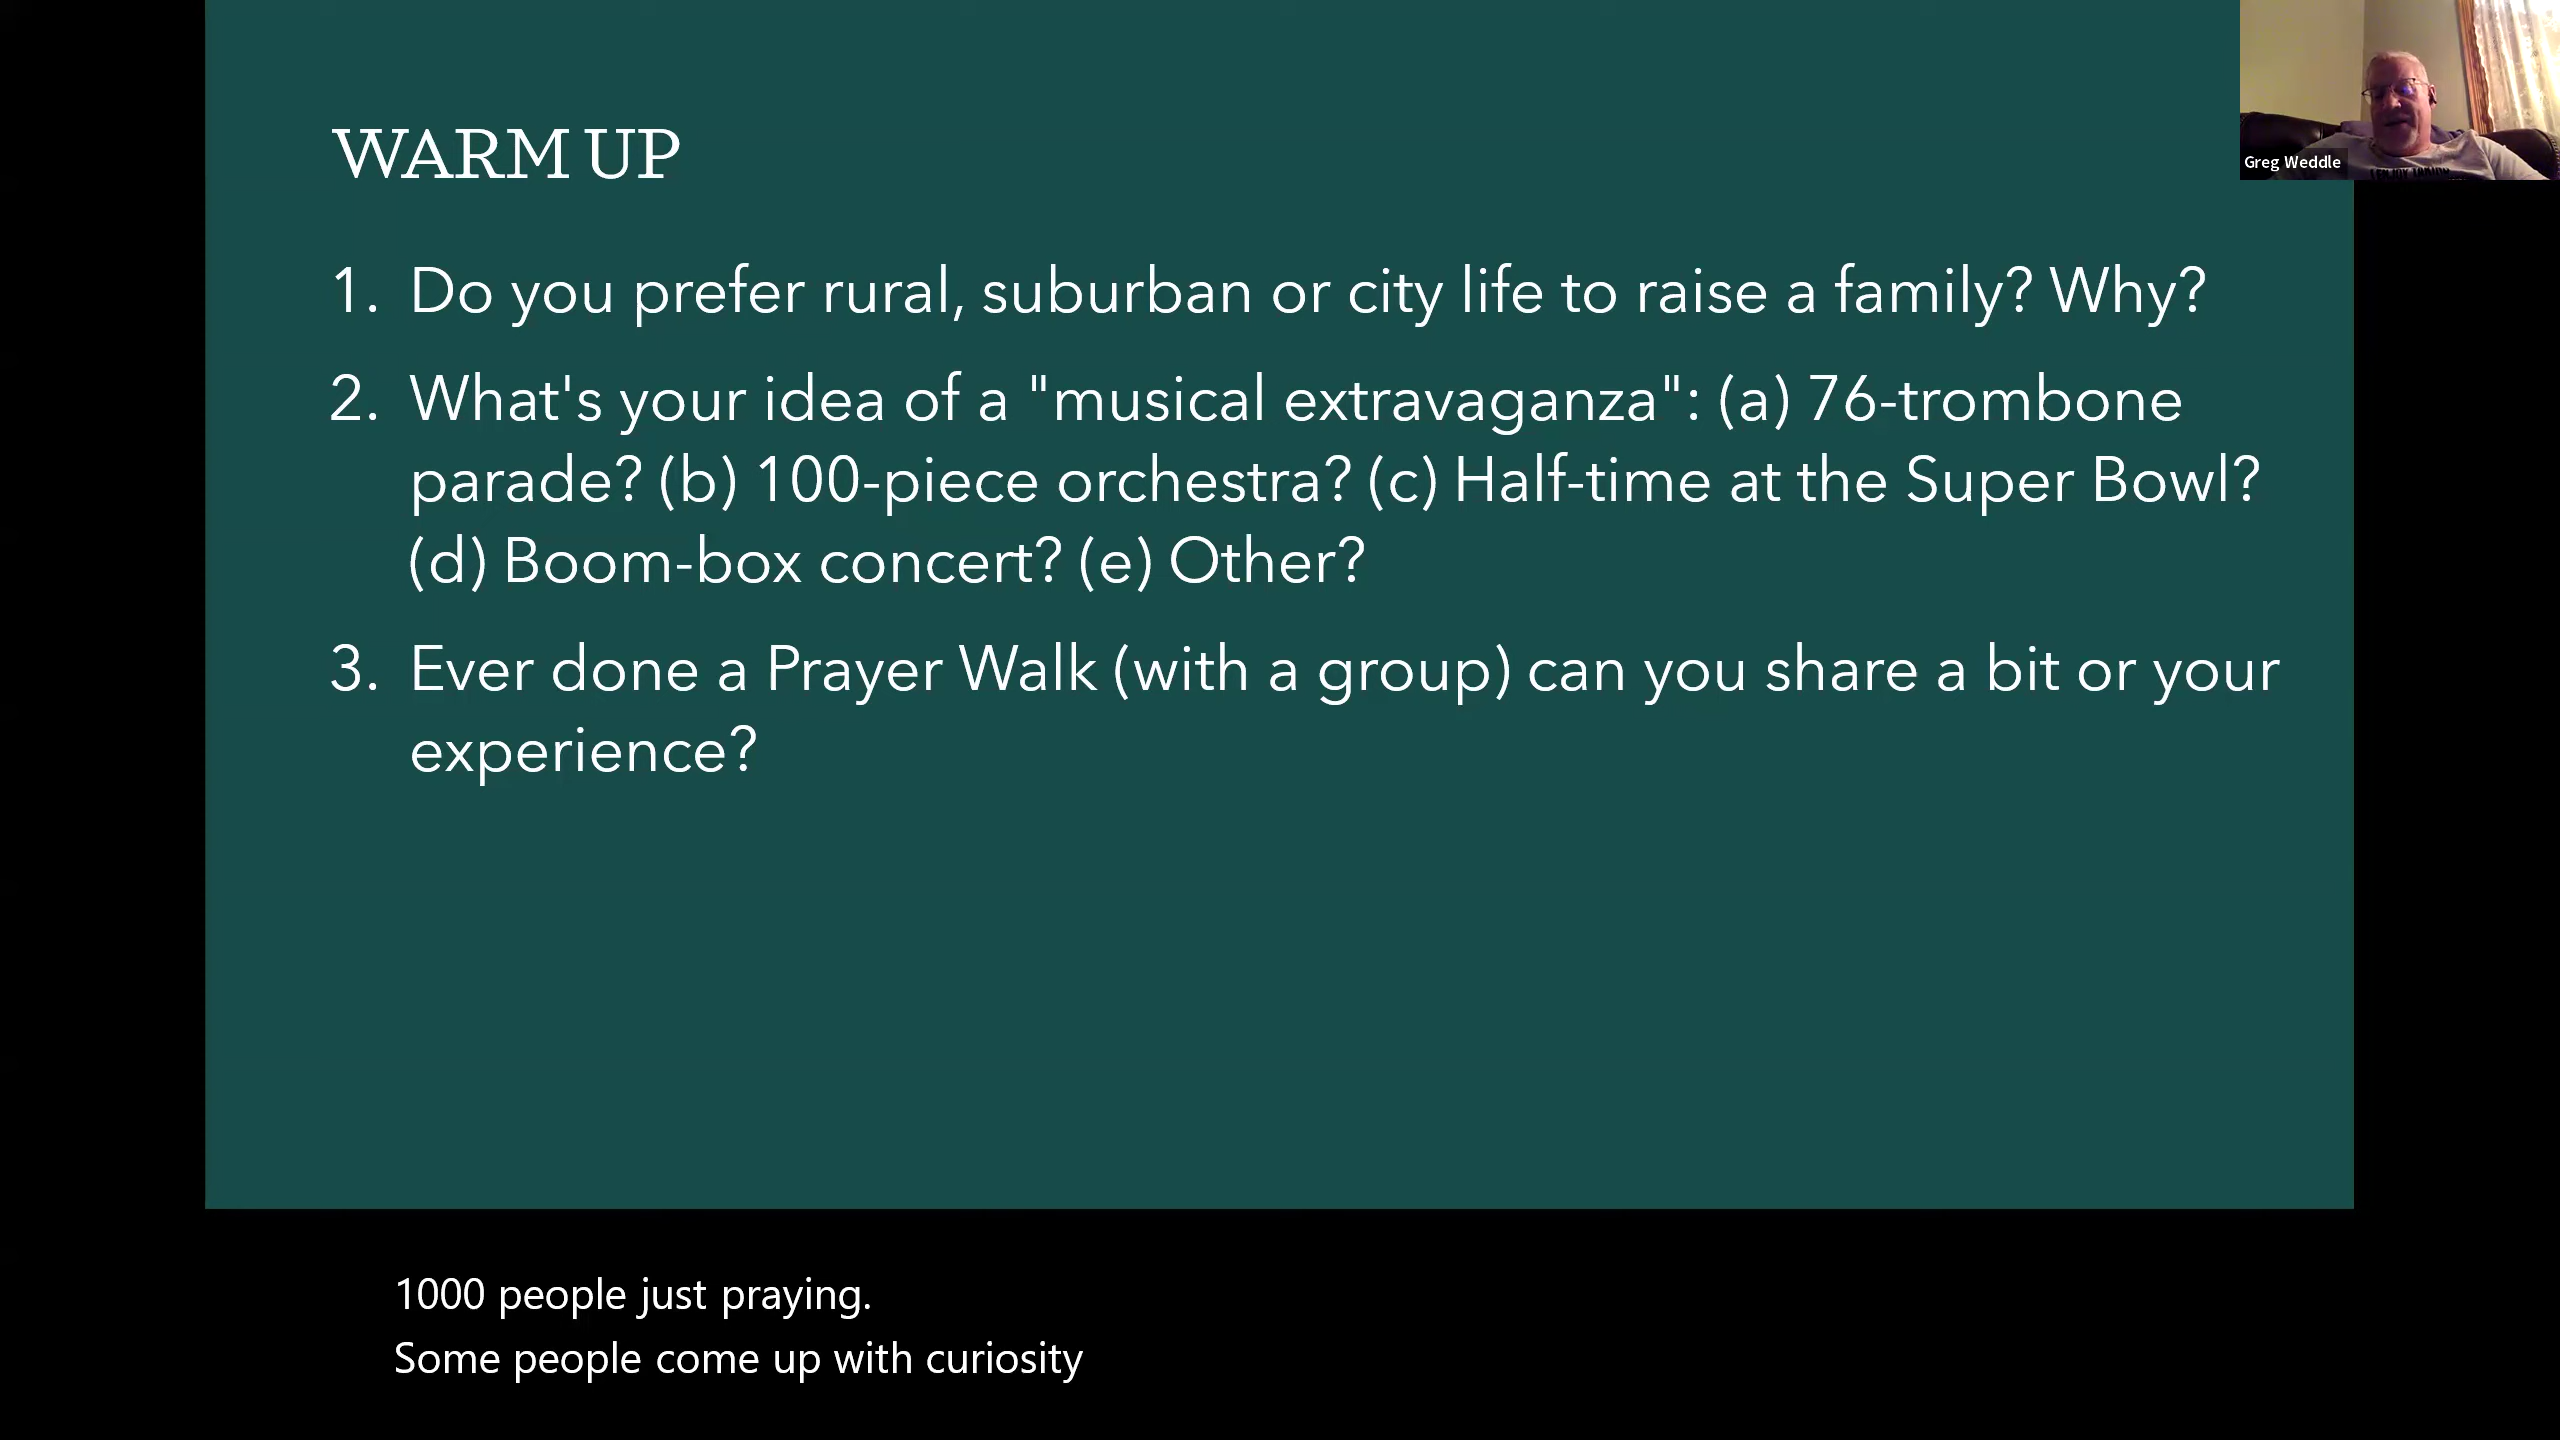 WARM UP
1. Do you prefer rural, suburban or city life to raise a family? Why?
2. What's your idea of a "musical extravaganza": (a) 76-trombone
parade? (b) 100-piece orchestra? (c) Half-time at the Super Bowl?
(d) Boom-box concert? (e) Other?
3. Ever done a Prayer Walk (with a group) can you share a bit or your
experience?
Greg Weddle
1000 people just praying.
Some people come up with curiosity